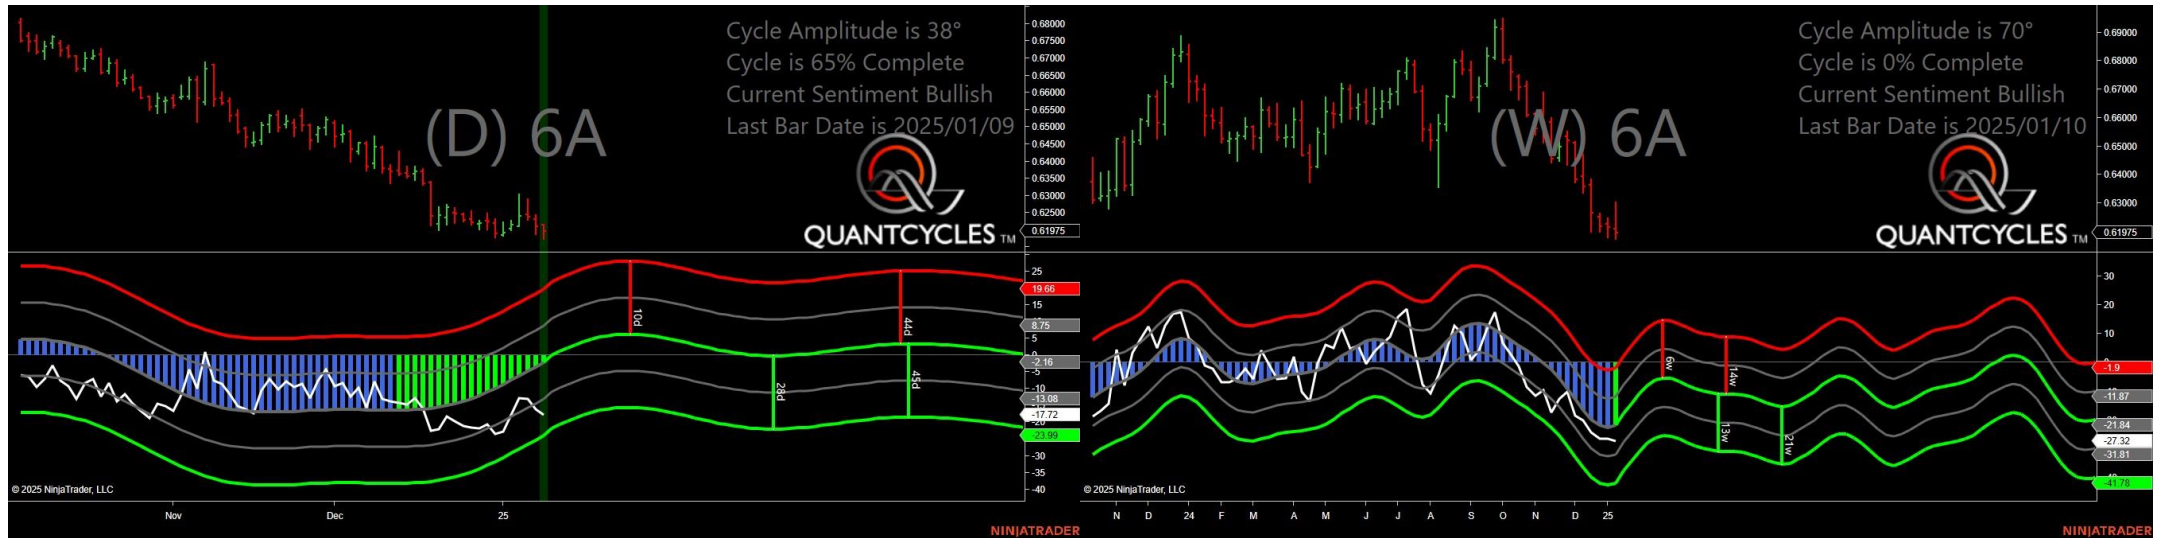 Cycle Amplitude is 38°
Cycle is 65% Complete
Current Sentiment Bullish
Last Bar Date is 2025/01/09
(D) 6A
QUANTCYCLES TM
0.68000
0.67500
0.67000
0.66500
0.66000
0.65500
0.65000
0.64500
0.64000
0.63500
0.63000
0.62500
0.61975
25
19.66
15
8.75
5
0
-2.16
-5
-10
-13.08
-17.72
-20
-23.99
-30
-35
-40
10d
28d
44d
45d
© 2025 NinjaTrader, LLC
Nov
Dec
25
NINJATRADER
Cycle Amplitude is 70°
Cycle is 0% Complete
Current Sentiment Bullish
Last Bar Date is 2025/01/10
(W) 6A
QUANTCYCLES TM
0.69000
0.68000
0.67000
0.66000
0.65000
0.64000
0.63000
0.61975
30
20
10
0
-1.9
-11.87
-21.84
-27.32
-31.81
-41.78
6w
14w
13w
21w
© 2025 NinjaTrader, LLC
N D 24 F M A M J J A S O N D 25
NINJATRADER